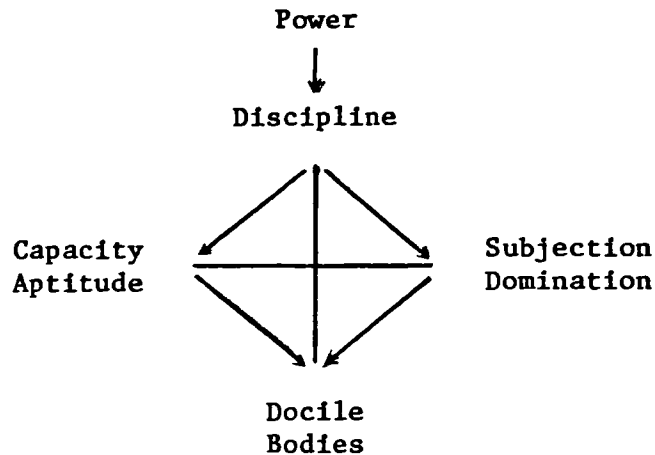 Power
Discipline
Capacity
Aptitude
Subjection
Domination
Docile
Bodies